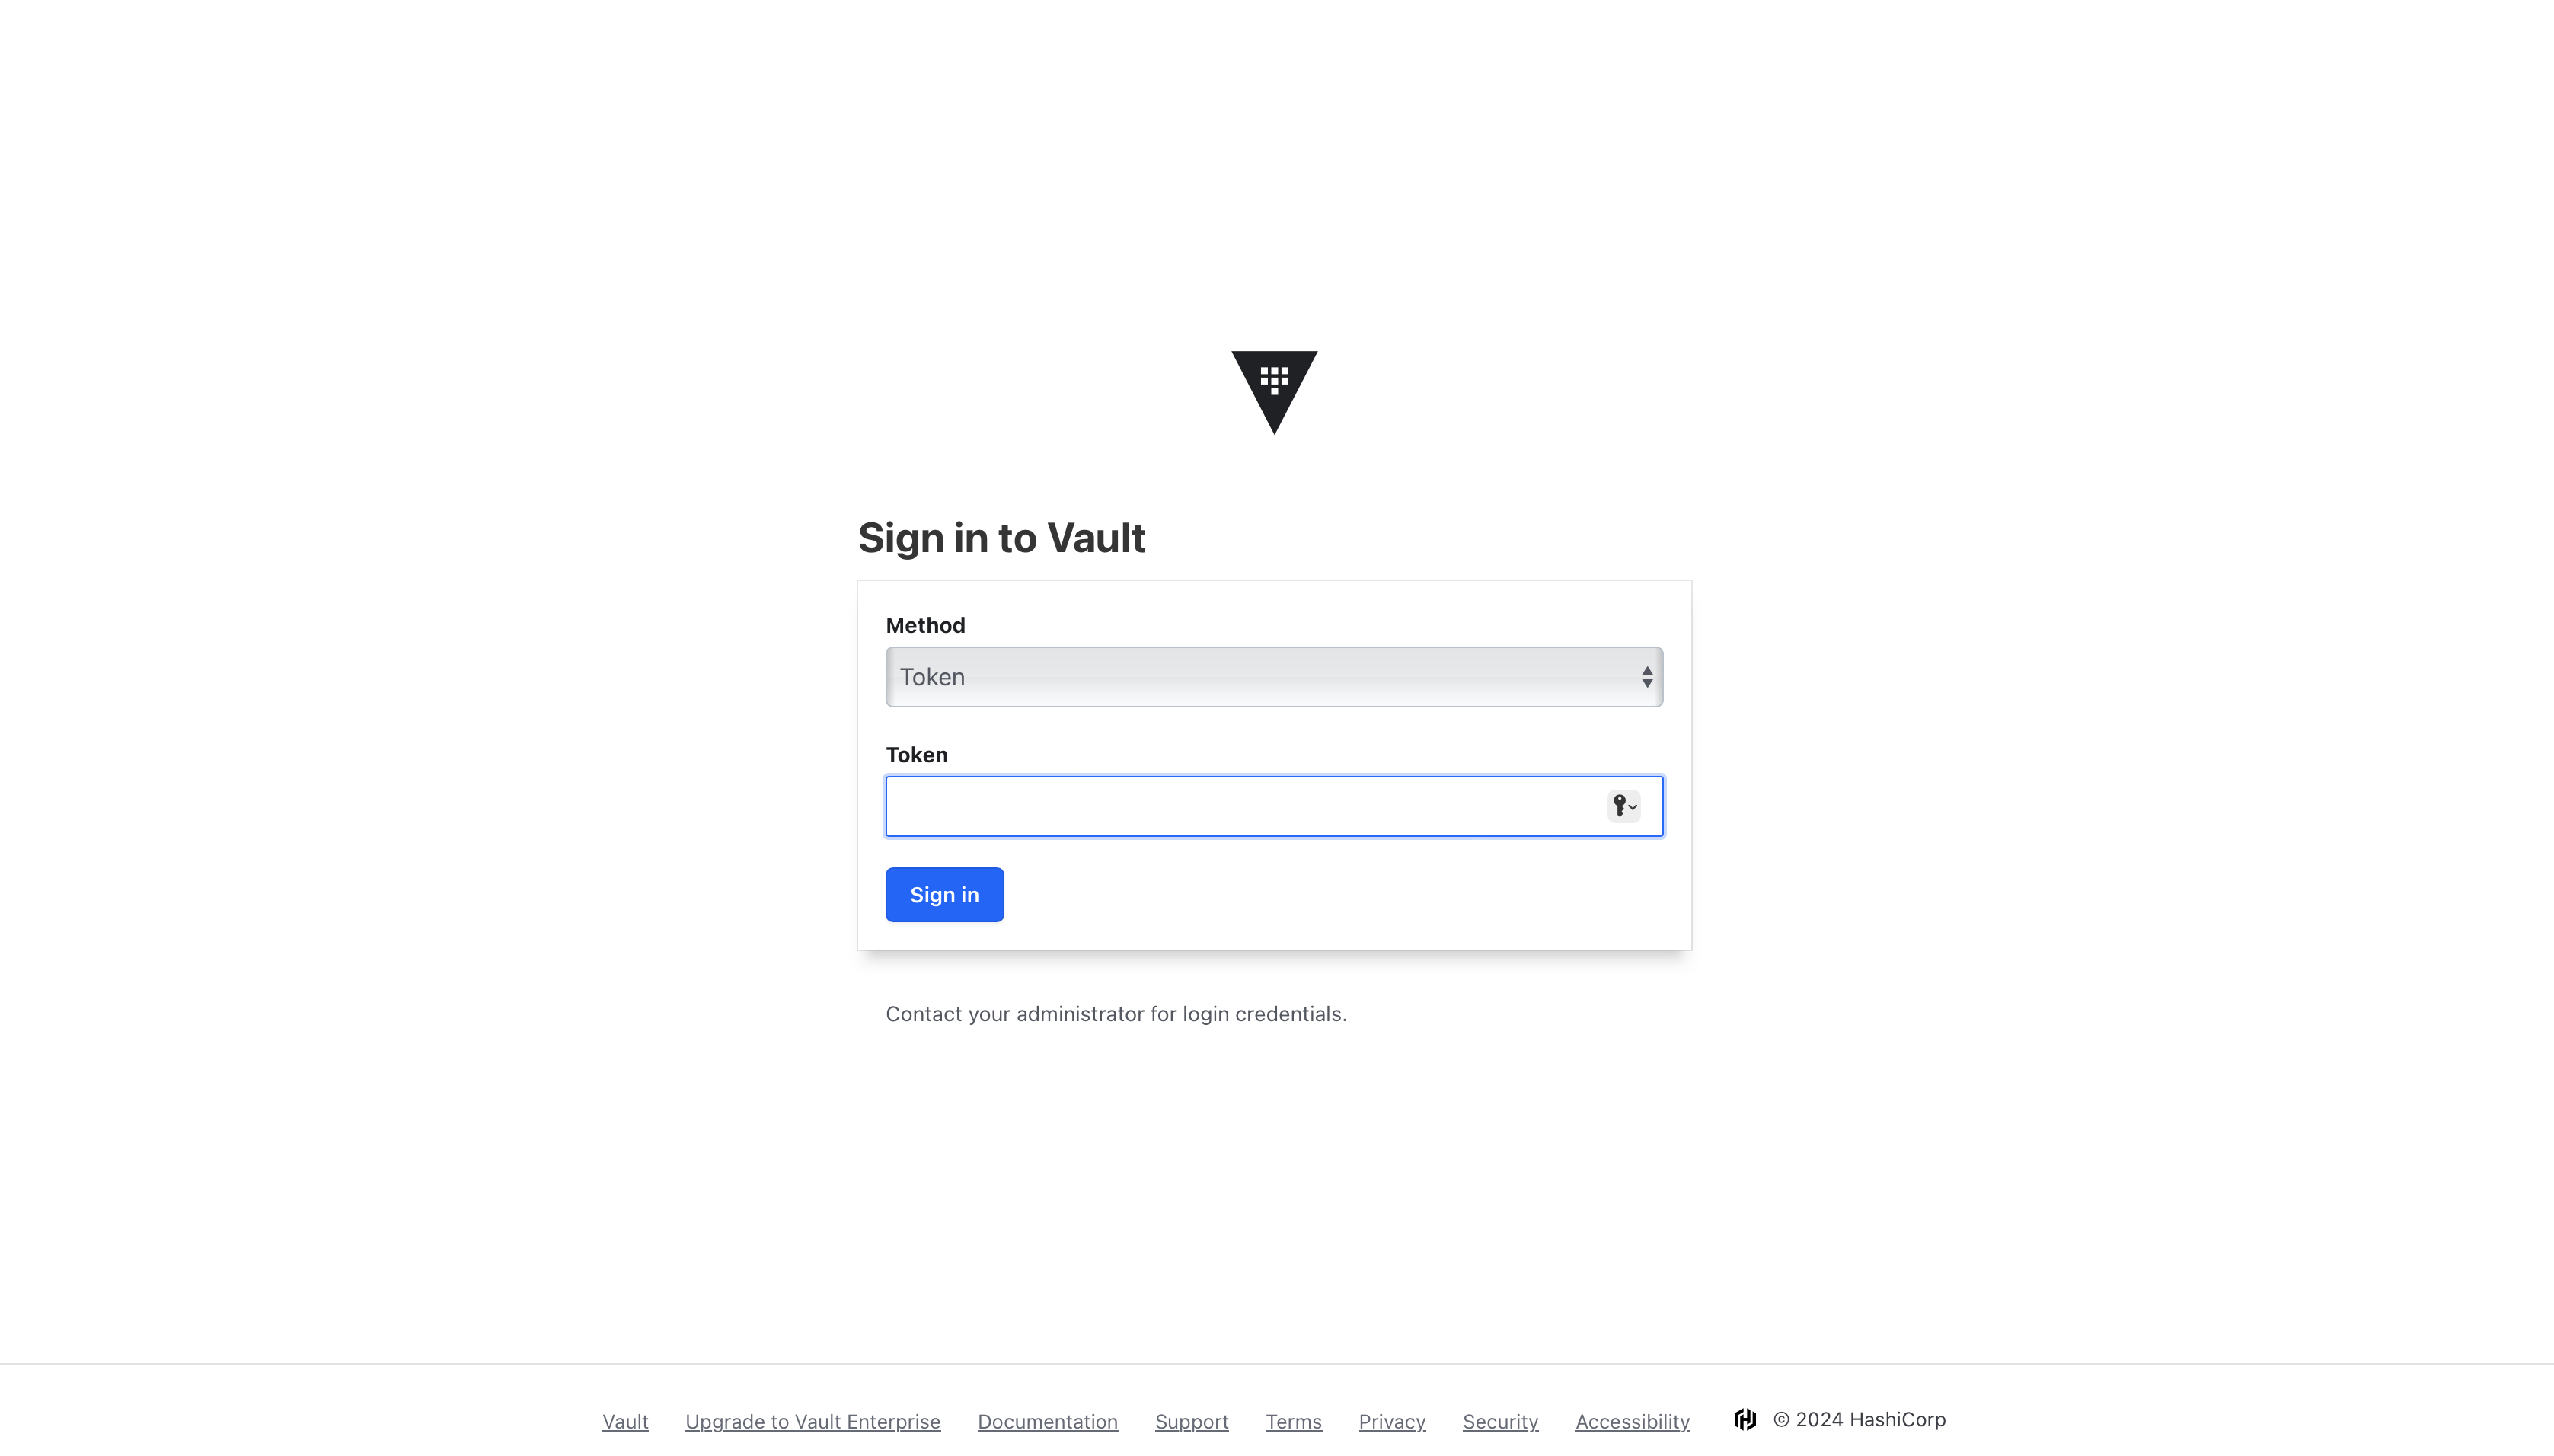 Sign in to Vault
Method
Token
Token
Sign in
Contact your administrator for login credentials.
Vault Upgrade to Vault Enterprise Documentation Support Terms Privacy Security Accessibility © 2024 HashiCorp